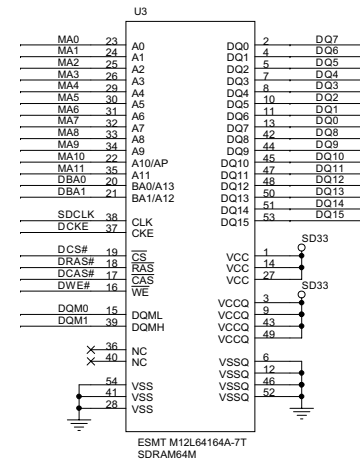 U3
MA0 23 A0 DQ0 2 DQ7
MA1 24 A1 DQ1 4 DQ6
MA2 25 A2 DQ2 5 DQ5
MA3 26 A3 DQ3 7 DQ4
MA4 29 A4 DQ4 8 DQ3
MA5 30 A5 DQ5 10 DQ2
MA6 31 A6 DQ6 11 DQ1
MA7 32 A7 DQ7 13 DQ0
MA8 33 A8 DQ8 42 DQ8
MA9 34 A9 DQ9 44 DQ9
MA10 22 A10/AP DQ10 45 DQ10
MA11 35 A11 DQ11 47 DQ11
DBA0 20 BA0/A13 DQ12 48 DQ12
DBA1 21 BA1/A12 DQ13 50 DQ13
DQ14 51 DQ14
SDCLK 38 CLK DQ15 53 DQ15
DCKE 37 CKE
SD33
DCS# 19 CS VCC 1
DRAS# 18 RAS VCC 14
DCAS# 17 CAS VCC 27
DWE# 16 WE
SD33
DQM0 15 DQML VCCQ 3
DQM1 39 DQMH VCCQ 9
VCCQ 43
VCCQ 49
36 NC
40 NC VSSQ 6
VSSQ 12
54 VSS VSSQ 46
41 VSS VSSQ 52
28 VSS
ESMT M12L64164A-7T
SDRAM64M